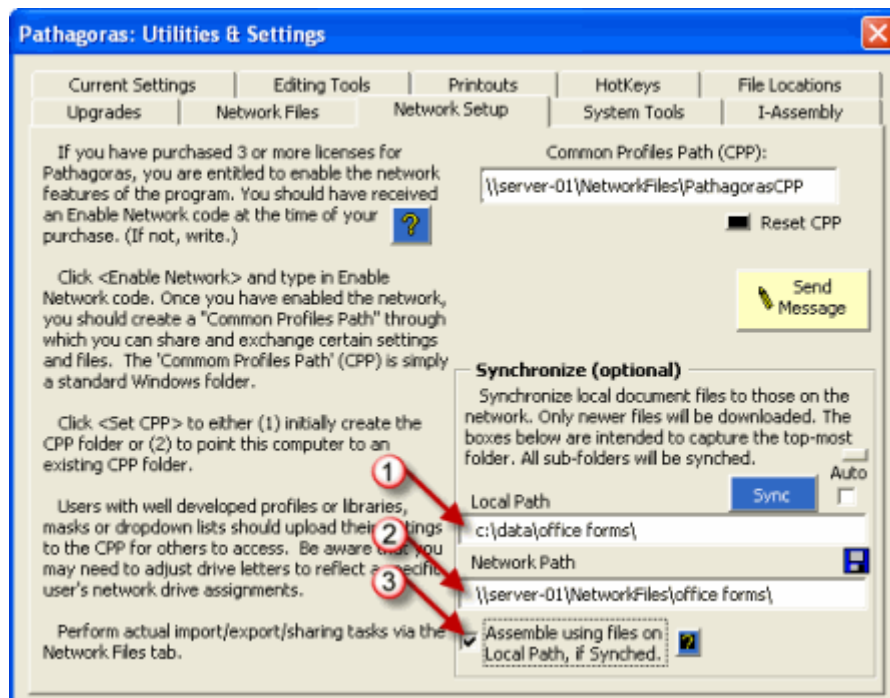 Pathagoras: Utilities & Settings
Current Settings
Editing Tools
Printouts
HotKeys
File Locations
Upgrades
Network Files
Network Setup
System Tools
I-Assembly
If you have purchased 3 or more licenses for
Pathagoras, you are entitled to enable the network
features of the program. You should have received
an Enable Network code at the time of your
purchase. (If not, write.)
?
Click <Enable Network> and type in Enable
Network code. Once you have enabled the network,
you should create a "Common Profiles Path" through
which you can share and exchange certain settings
and files. The 'Commom Profiles Path' (CPP) is simply
a standard Windows folder.
Click <Set CPP> to either (1) initially create the
CPP folder or (2) to point this computer to an
existing CPP folder.
Users with well developed profiles or libraries,
masks or dropdown lists should upload their settings
to the CPP for others to access. Be aware that you
may need to adjust drive letters to reflect a specific
user's network drive assignments.
Perform actual import/export/sharing tasks via the
Network Files tab.
Common Profiles Path (CPP):
\\server-01\NetworkFiles\PathagorasCPP
Reset CPP
Send
Message
Synchronize (optional)
Synchronize local document files to those on the
network. Only newer files will be downloaded. The
boxes below are intended to capture the top-most
folder. All sub-folders will be synched.
Auto
Sync
1
Local Path
c:\data\office forms\
2
Network Path
\\server-01\NetworkFiles\office forms\
3
Assemble using files on
Local Path, if Synched.
?